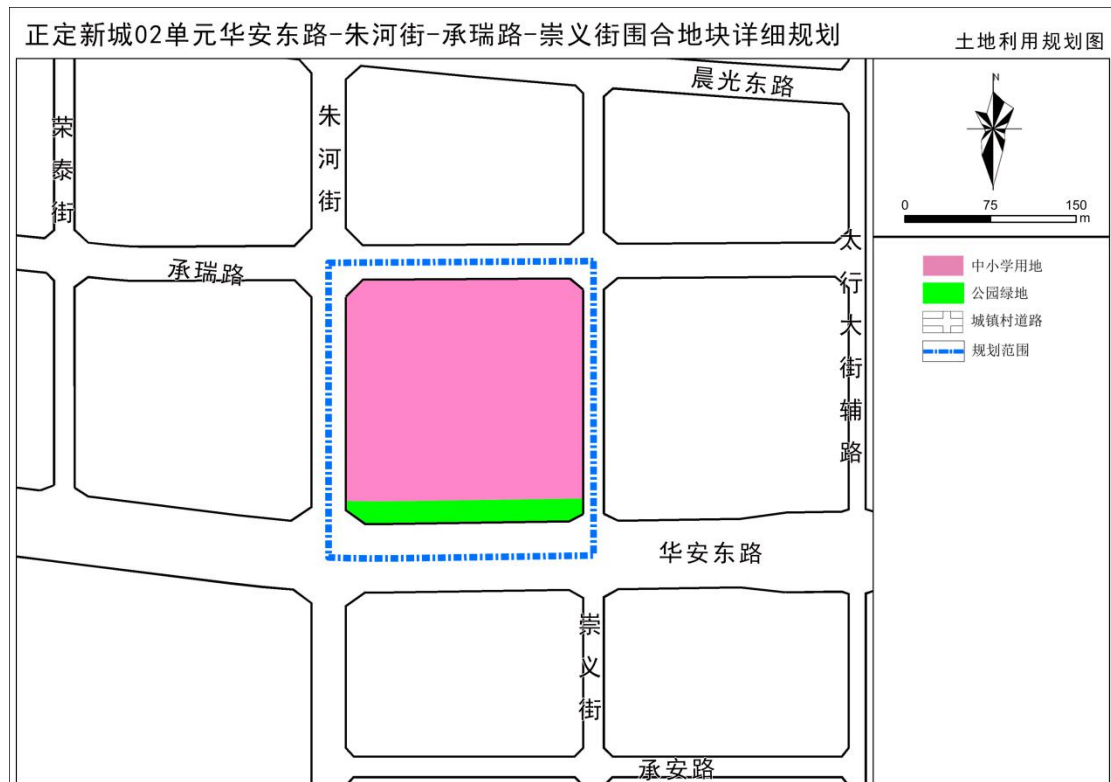 正定新城02单元华安东路-朱河街-承瑞路-崇义街围合地块详细规划
土地利用规划图
晨光东路
荣泰街
朱河街
承瑞路
太行大街辅路
华安东路
崇义街
承安路
N
0 75 150
m
中小学用地
公园绿地
城镇村道路
规划范围